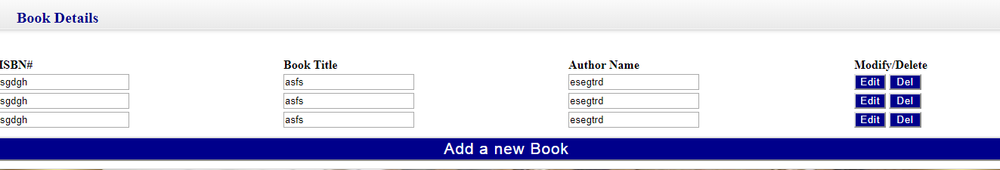 Book Details
ISBN# Book Title Author Name Modify/Delete
sgdgh asfs esegtrd Edit Del
sgdgh asfs esegtrd Edit Del
sgdgh asfs esegtrd Edit Del
Add a new Book